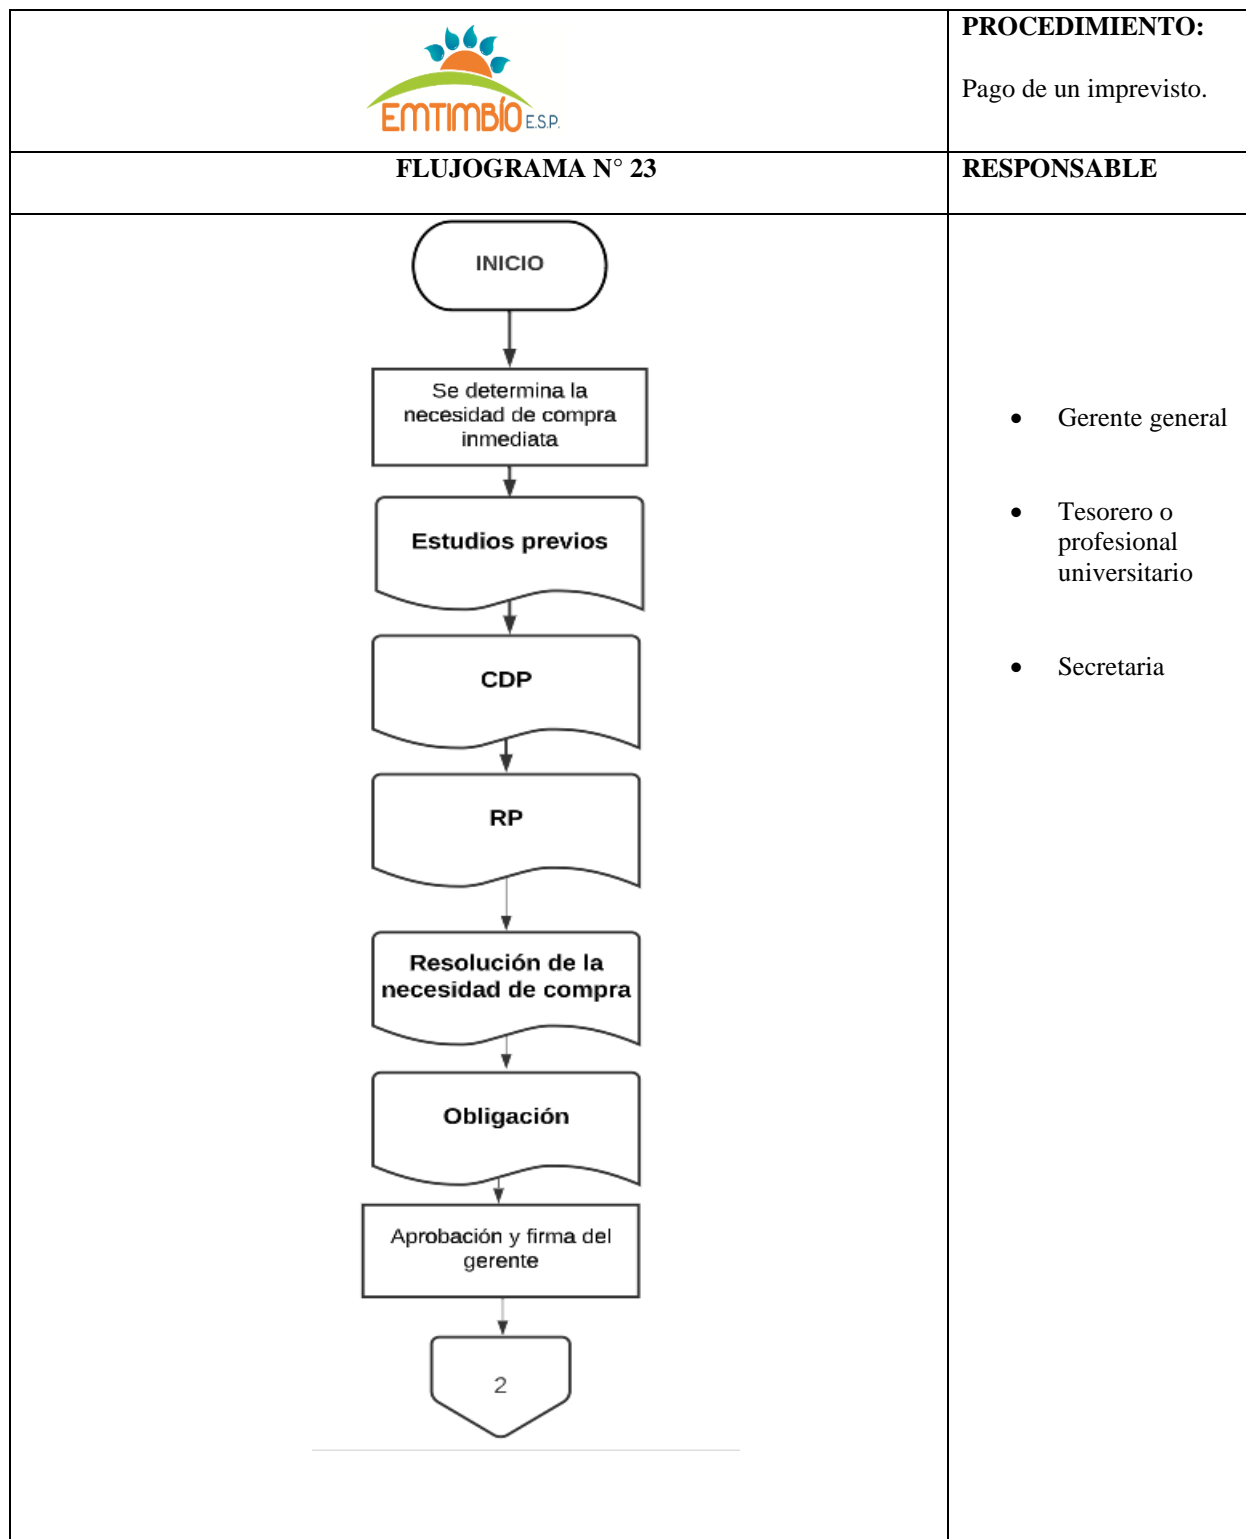 PROCEDIMIENTO:
Pago de un imprevisto.
EMTIMBÍO E.S.P.
FLUJOGRAMA N° 23
RESPONSABLE
INICIO
Se determina la
necesidad de compra
inmediata
Estudios previos
CDP
RP
Resolución de la
necesidad de compra
Obligación
Aprobación y firma del
gerente
2
• Gerente general
• Tesorero o
profesional
universitario
• Secretaria